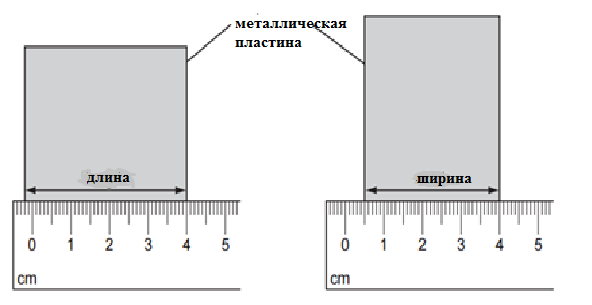 металлическая
пластина
длина
ширина
0 1 2 3 4 5
cm
0 1 2 3 4 5
cm